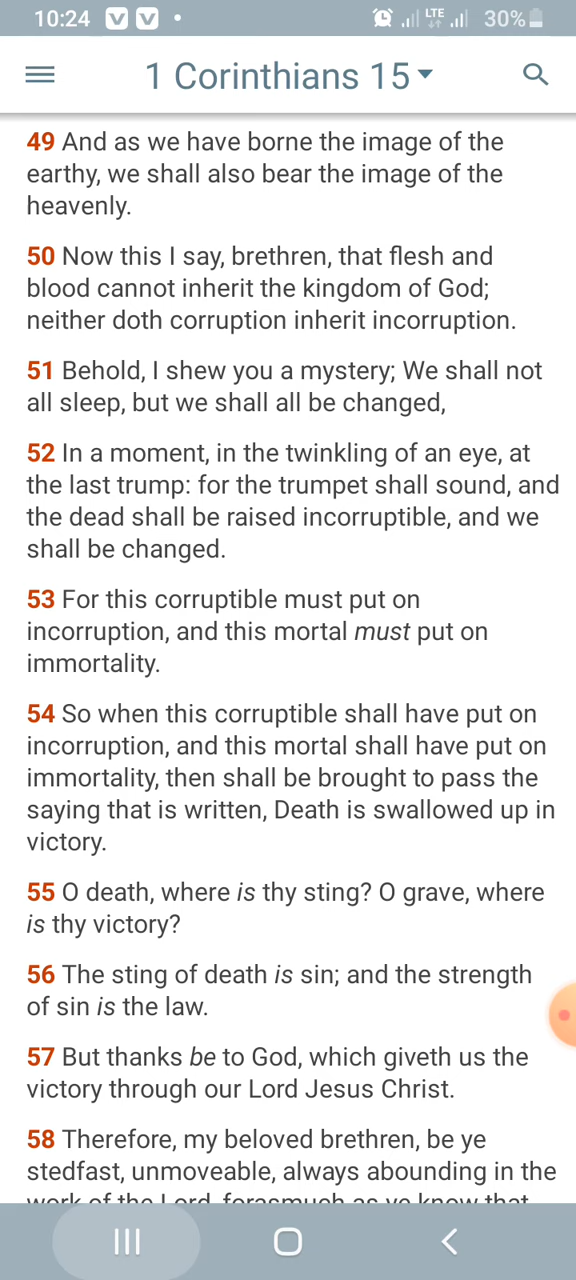 10:24 LTE 30%
1 Corinthians 15
49 And as we have borne the image of the
earthy, we shall also bear the image of the
heavenly.
50 Now this I say, brethren, that flesh and
blood cannot inherit the kingdom of God;
neither doth corruption inherit incorruption.
51 Behold, I shew you a mystery; We shall not
all sleep, but we shall all be changed,
52 In a moment, in the twinkling of an eye, at
the last trump: for the trumpet shall sound, and
the dead shall be raised incorruptible, and we
shall be changed.
53 For this corruptible must put on
incorruption, and this mortal must put on
immortality.
54 So when this corruptible shall have put on
incorruption, and this mortal shall have put on
immortality, then shall be brought to pass the
saying that is written, Death is swallowed up in
victory.
55 O death, where is thy sting? O grave, where
is thy victory?
56 The sting of death is sin; and the strength
of sin is the law.
57 But thanks be to God, which giveth us the
victory through our Lord Jesus Christ.
58 Therefore, my beloved brethren, be ye
stedfast, unmoveable, always abounding in the
work of the Lord, forasmuch as ye know that